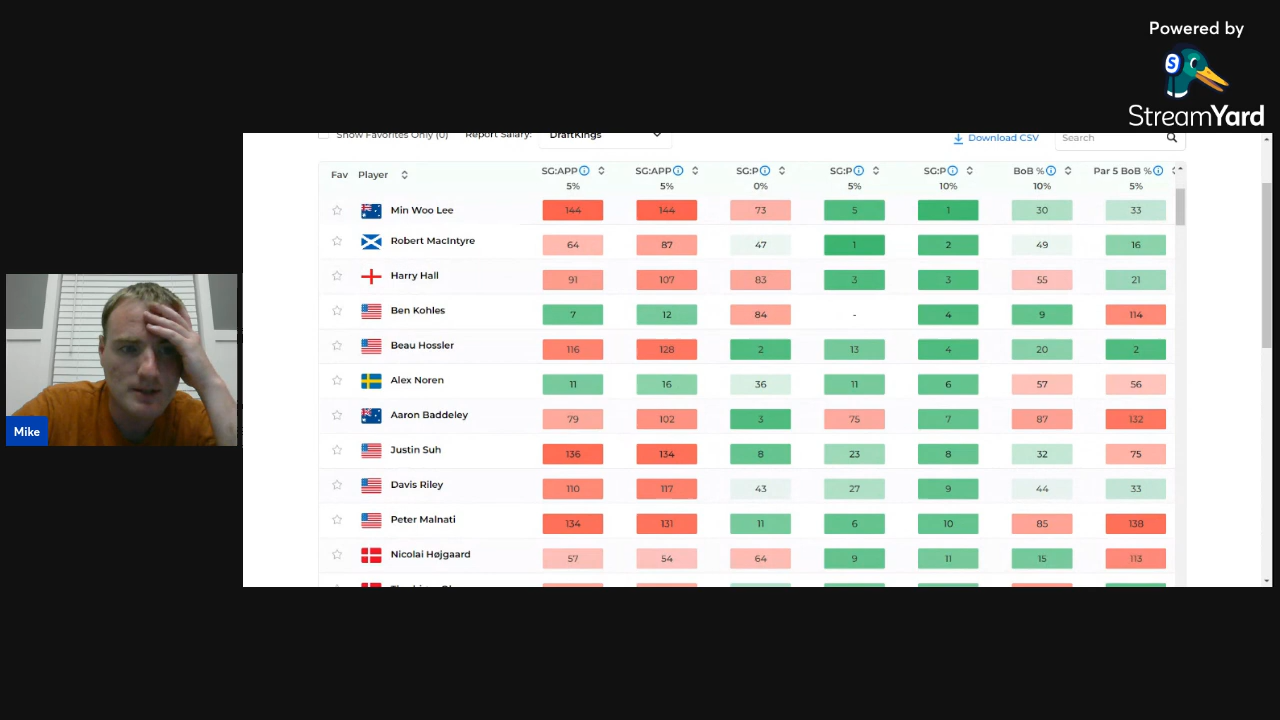 Powered by
S
StreamYard
Show Favorites Only (0) Report Salary: DraftKings
Download CSV Search
Fav Player SG:APP SG:APP SG:P SG:P SG:P BoB % Par 5 BoB %
5% 5% 0% 5% 10% 10% 5%
Min Woo Lee 144 144 73 5 1 30 33
Robert MacIntyre 64 87 47 1 2 49 16
Harry Hall 91 107 83 3 3 55 21
Ben Kohles 7 12 84 - 4 9 114
Beau Hossler 116 128 2 13 4 20 2
Alex Noren 11 16 36 11 6 57 56
Aaron Baddeley 79 102 3 75 7 87 132
Justin Suh 136 134 8 23 8 32 75
Davis Riley 110 117 43 27 9 44 33
Peter Malnati 134 131 11 6 10 85 138
Nicolai Højgaard 57 54 64 9 11 15 113
Mike